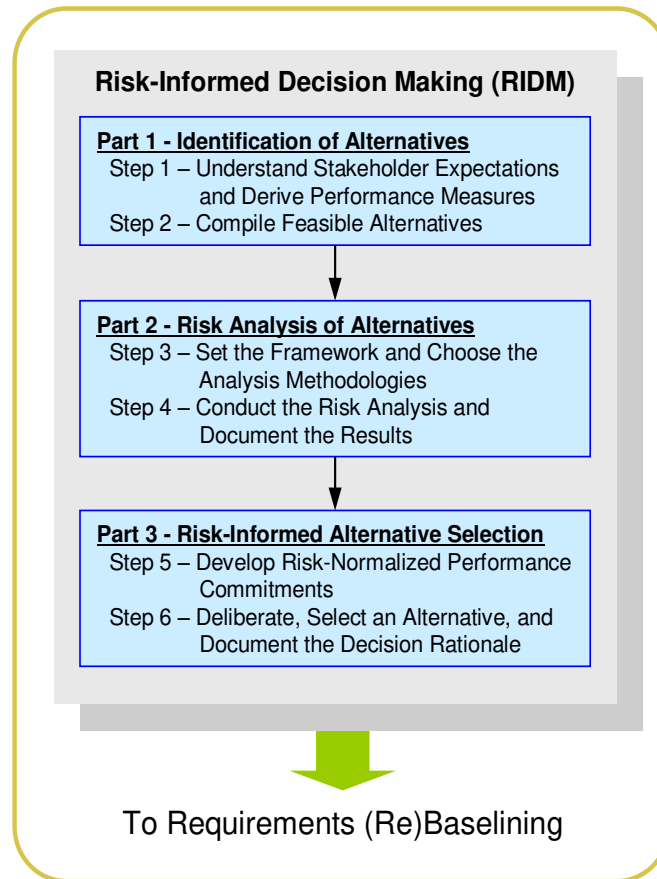 Risk-Informed Decision Making (RIDM)
Part 1 - Identification of Alternatives
Step 1 – Understand Stakeholder Expectations
and Derive Performance Measures
Step 2 – Compile Feasible Alternatives
Part 2 - Risk Analysis of Alternatives
Step 3 – Set the Framework and Choose the
Analysis Methodologies
Step 4 – Conduct the Risk Analysis and
Document the Results
Part 3 - Risk-Informed Alternative Selection
Step 5 – Develop Risk-Normalized Performance
Commitments
Step 6 – Deliberate, Select an Alternative, and
Document the Decision Rationale
To Requirements (Re)Baselining